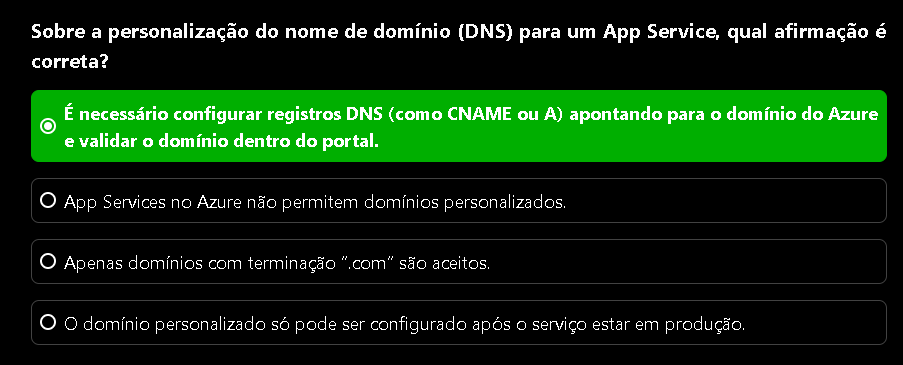 Sobre a personalização do nome de domínio (DNS) para um App Service, qual afirmação é
correta?
É necessário configurar registros DNS (como CNAME ou A) apontando para o domínio do Azure
e validar o domínio dentro do portal.
App Services no Azure não permitem domínios personalizados.
Apenas domínios com terminação “.com” são aceitos.
O domínio personalizado só pode ser configurado após o serviço estar em produção.